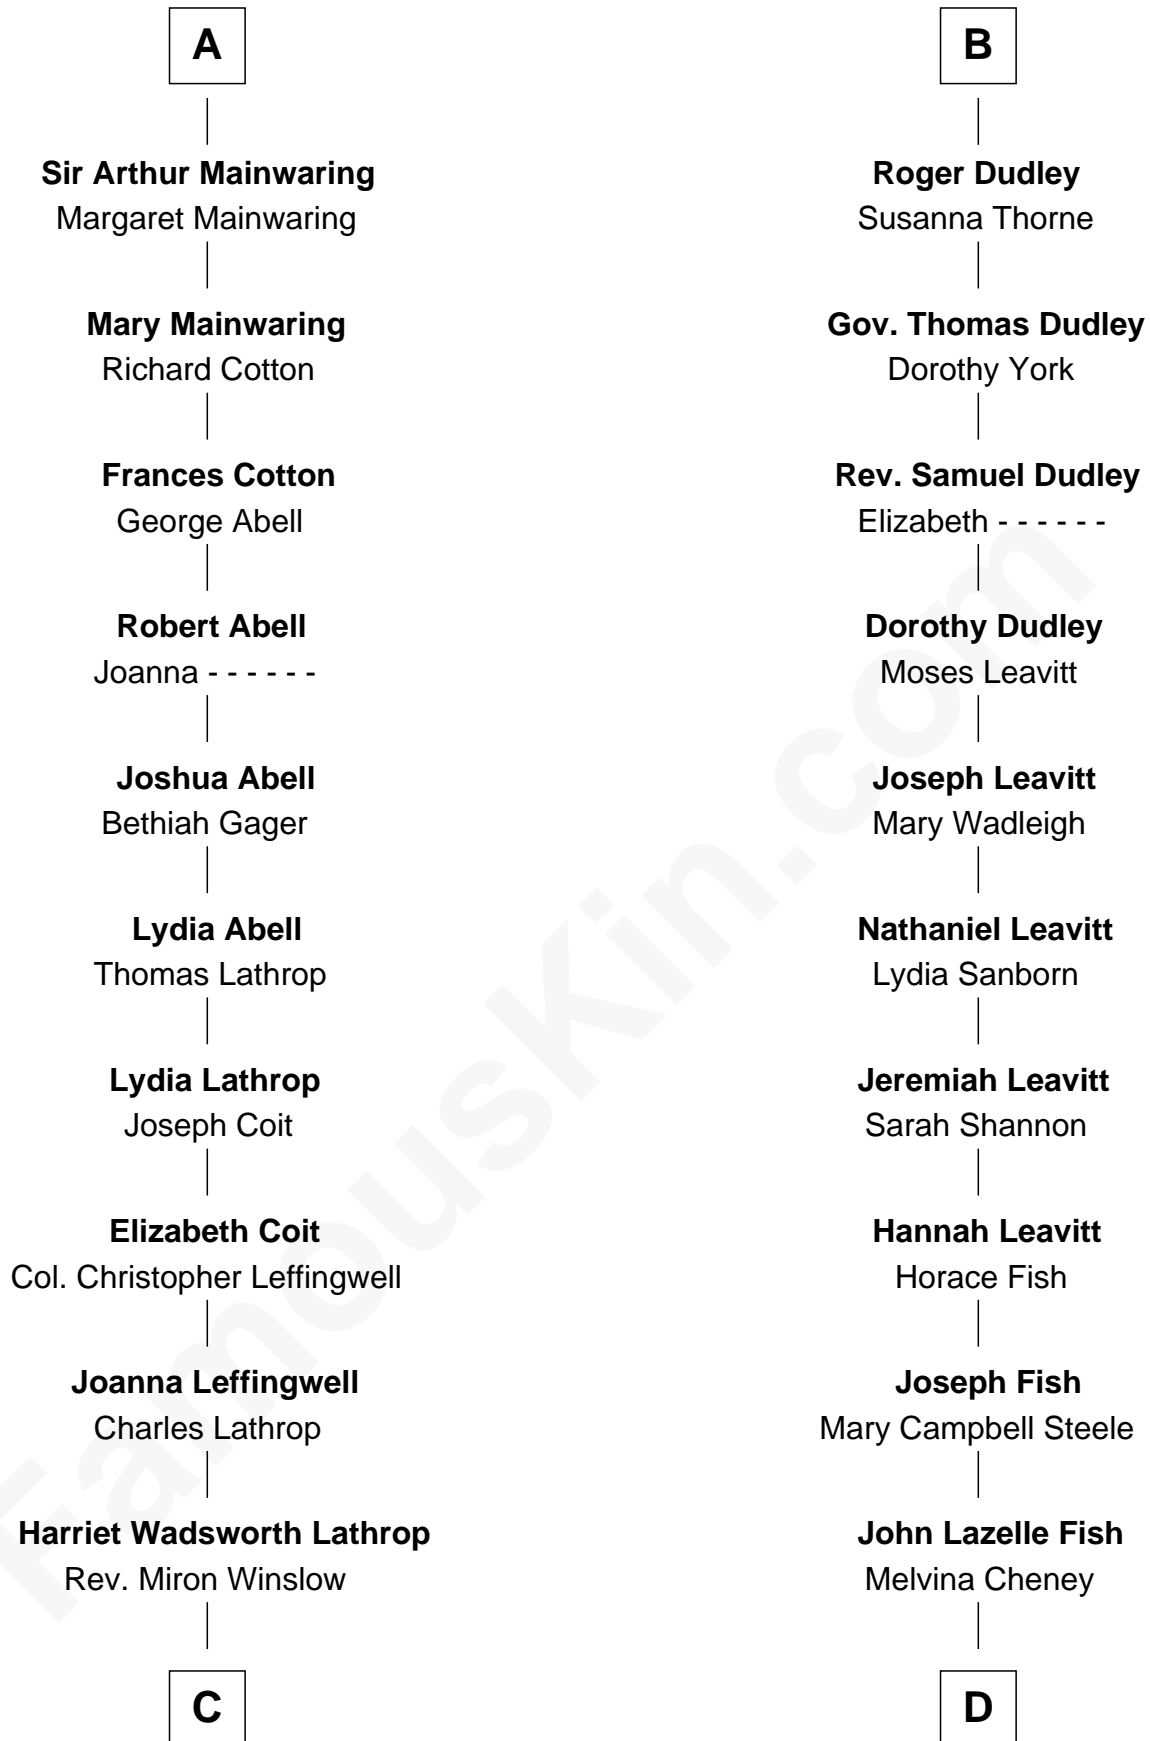 A
Sir Arthur Mainwaring
Margaret Mainwaring
Mary Mainwaring
Richard Cotton
Frances Cotton
George Abell
Robert Abell
Joanna - - - - - -
Joshua Abell
Bethiah Gager
Lydia Abell
Thomas Lathrop
Lydia Lathrop
Joseph Coit
Elizabeth Coit
Col. Christopher Leffingwell
Joanna Leffingwell
Charles Lathrop
Harriet Wadsworth Lathrop
Rev. Miron Winslow
C
B
Roger Dudley
Susanna Thorne
Gov. Thomas Dudley
Dorothy York
Rev. Samuel Dudley
Elizabeth - - - - - -
Dorothy Dudley
Moses Leavitt
Joseph Leavitt
Mary Wadleigh
Nathaniel Leavitt
Lydia Sanborn
Jeremiah Leavitt
Sarah Shannon
Hannah Leavitt
Horace Fish
Joseph Fish
Mary Campbell Steele
John Lazelle Fish
Melvina Cheney
D
FamousKin.com